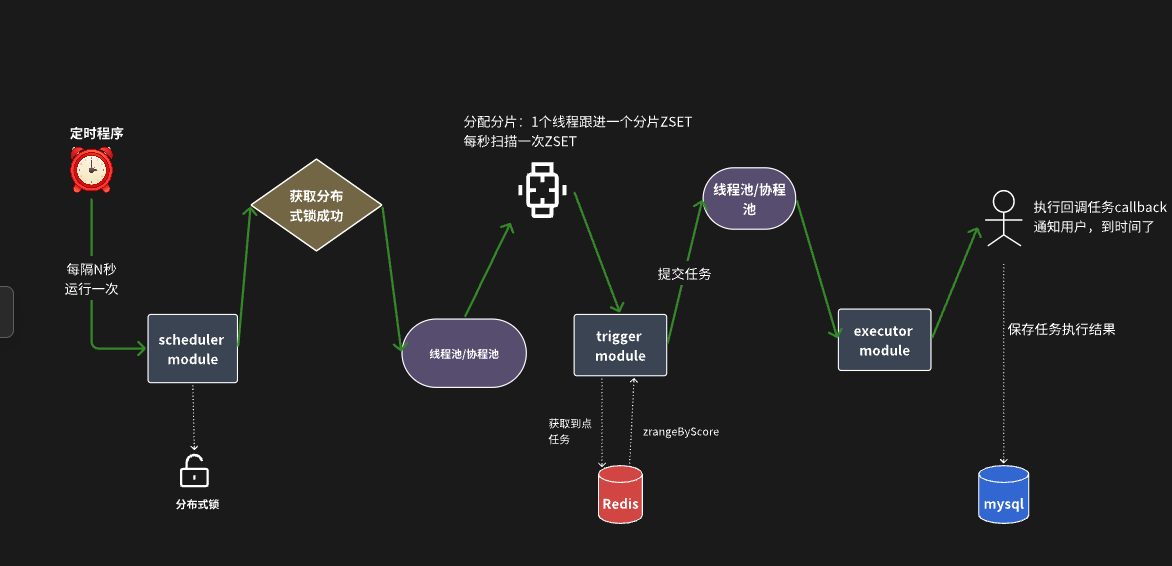 定时程序
每隔N秒
运行一次
scheduler
module
分布式锁
获取分布
式锁成功
线程池/协程池
分配分片：1个线程跟进一个分片ZSET
每秒扫描一次ZSET
trigger
module
获取到点
任务
zrangeByScore
Redis
提交任务
线程池/协程
池
executor
module
执行回调任务callback
通知用户，到时间了
保存任务执行结果
mysql